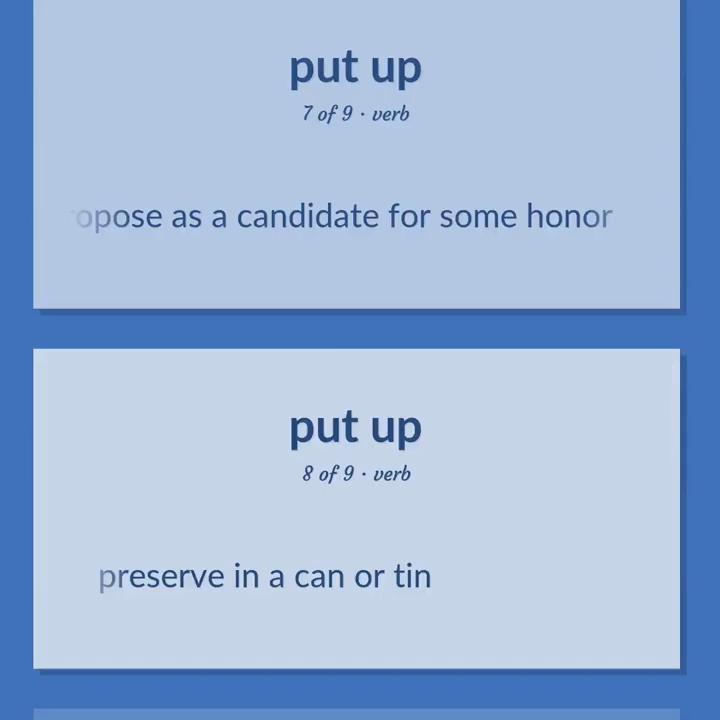 put up
7 of 9 · verb
opose as a candidate for some honor
put up
8 of 9 · verb
preserve in a can or tin